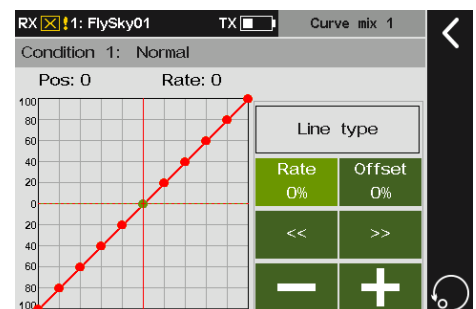 RX ! 1: FlySky01 TX Curve mix 1
Condition 1: Normal
Pos: 0 Rate: 0
100
80
60
40
20
0
20
40
60
80
100
Line type
Rate Offset
0% 0%
<< >>
− +